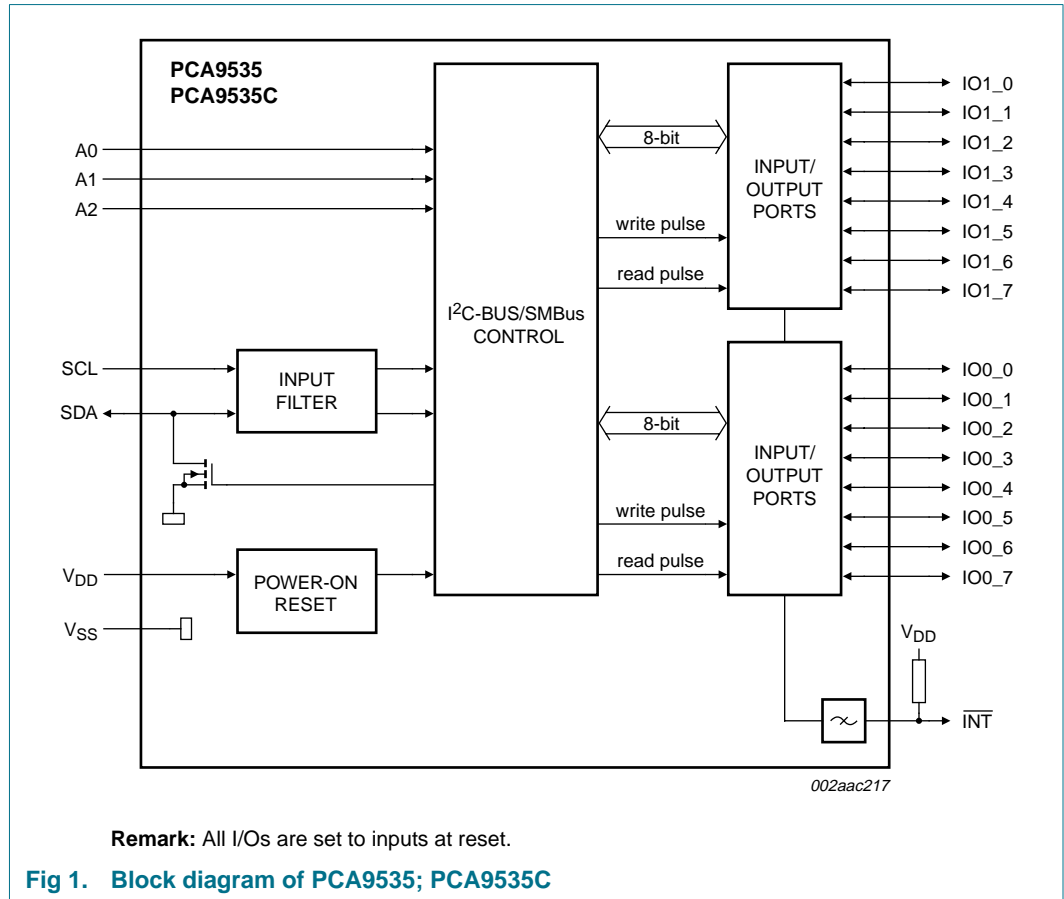 PCA9535
PCA9535C
A0
A1
A2
SCL
SDA
VDD
VSS
INPUT
FILTER
POWER-ON
RESET
I2C-BUS/SMBus
CONTROL
8-bit
write pulse
read pulse
INPUT/
OUTPUT
PORTS
IO1_0
IO1_1
IO1_2
IO1_3
IO1_4
IO1_5
IO1_6
IO1_7
8-bit
write pulse
read pulse
INPUT/
OUTPUT
PORTS
IO0_0
IO0_1
IO0_2
IO0_3
IO0_4
IO0_5
IO0_6
IO0_7
VDD
INT
002aac217
Remark: All I/Os are set to inputs at reset.
Fig 1. Block diagram of PCA9535; PCA9535C